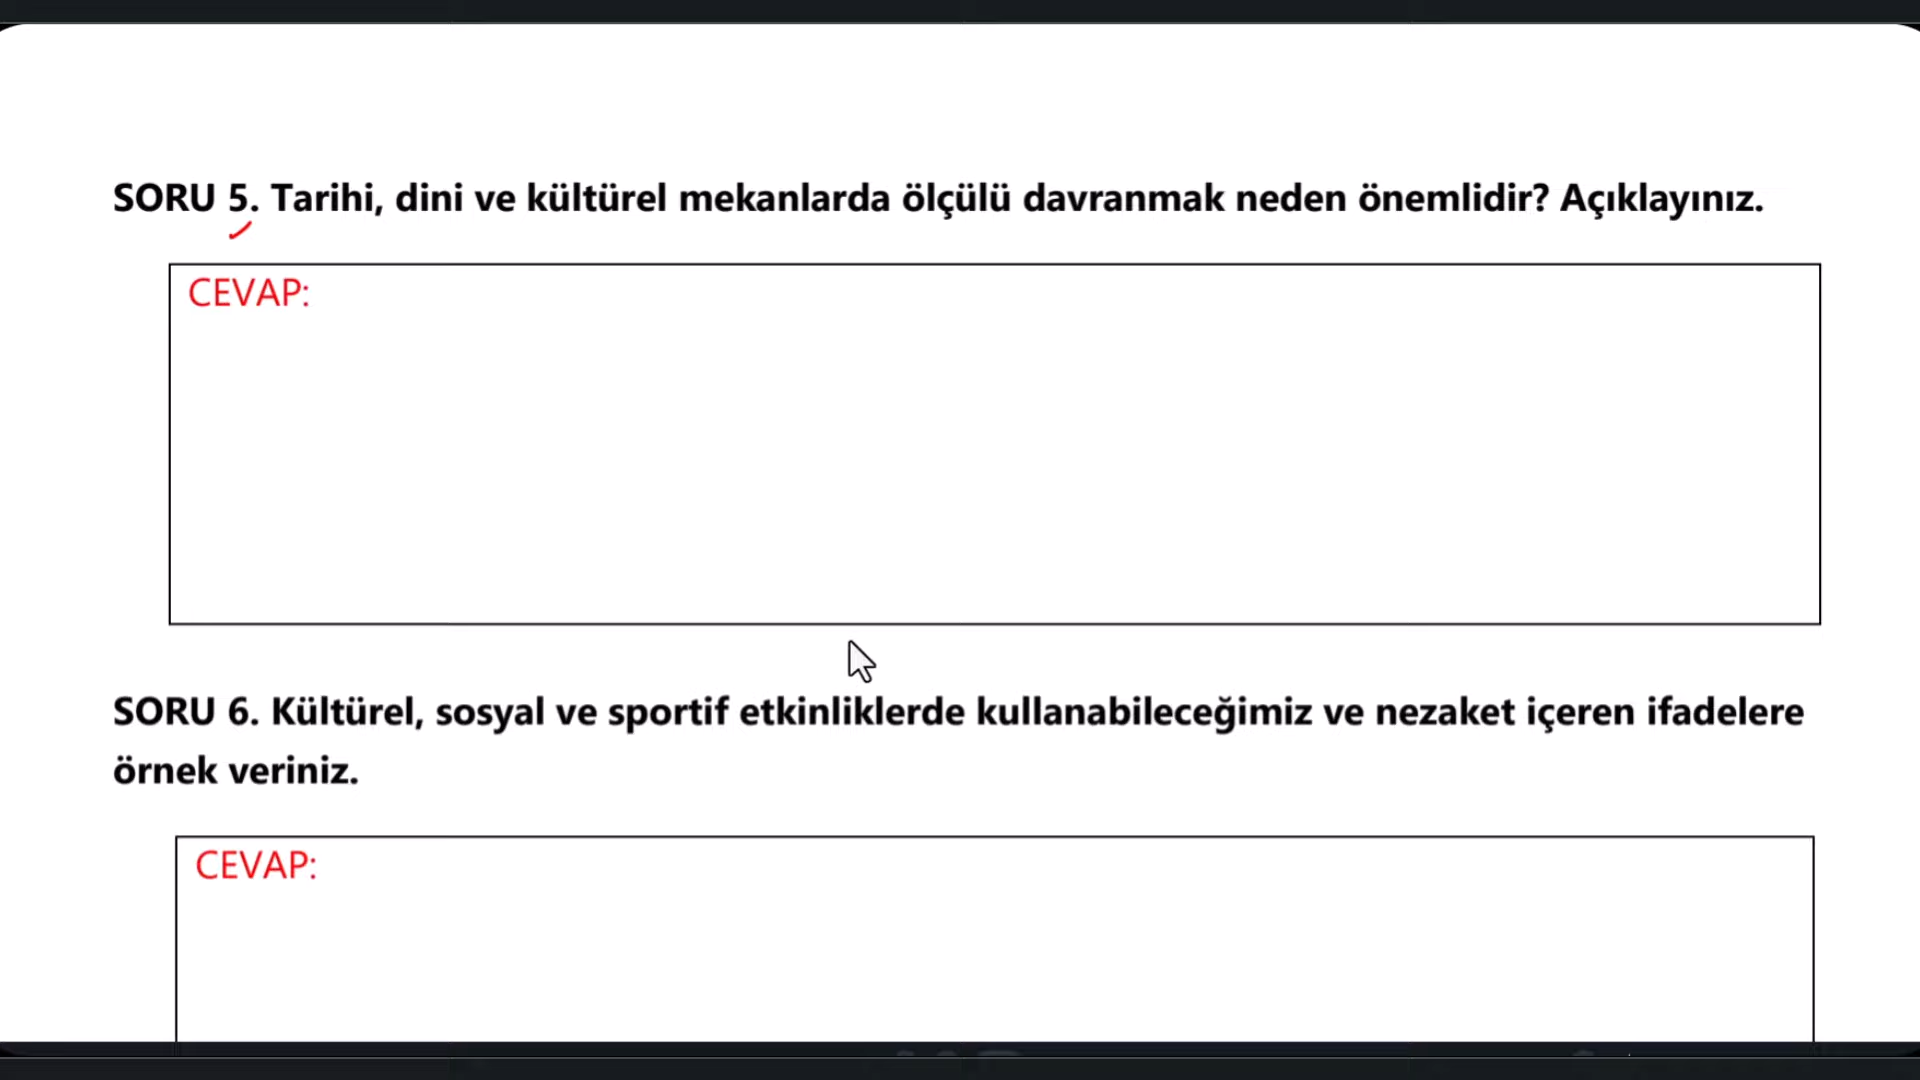 SORU 5. Tarihi, dini ve kültürel mekanlarda ölçülü davranmak neden önemlidir? Açıklayınız.
CEVAP:
SORU 6. Kültürel, sosyal ve sportif etkinliklerde kullanabileceğimiz ve nezaket içeren ifadelere
örnek veriniz.
CEVAP: